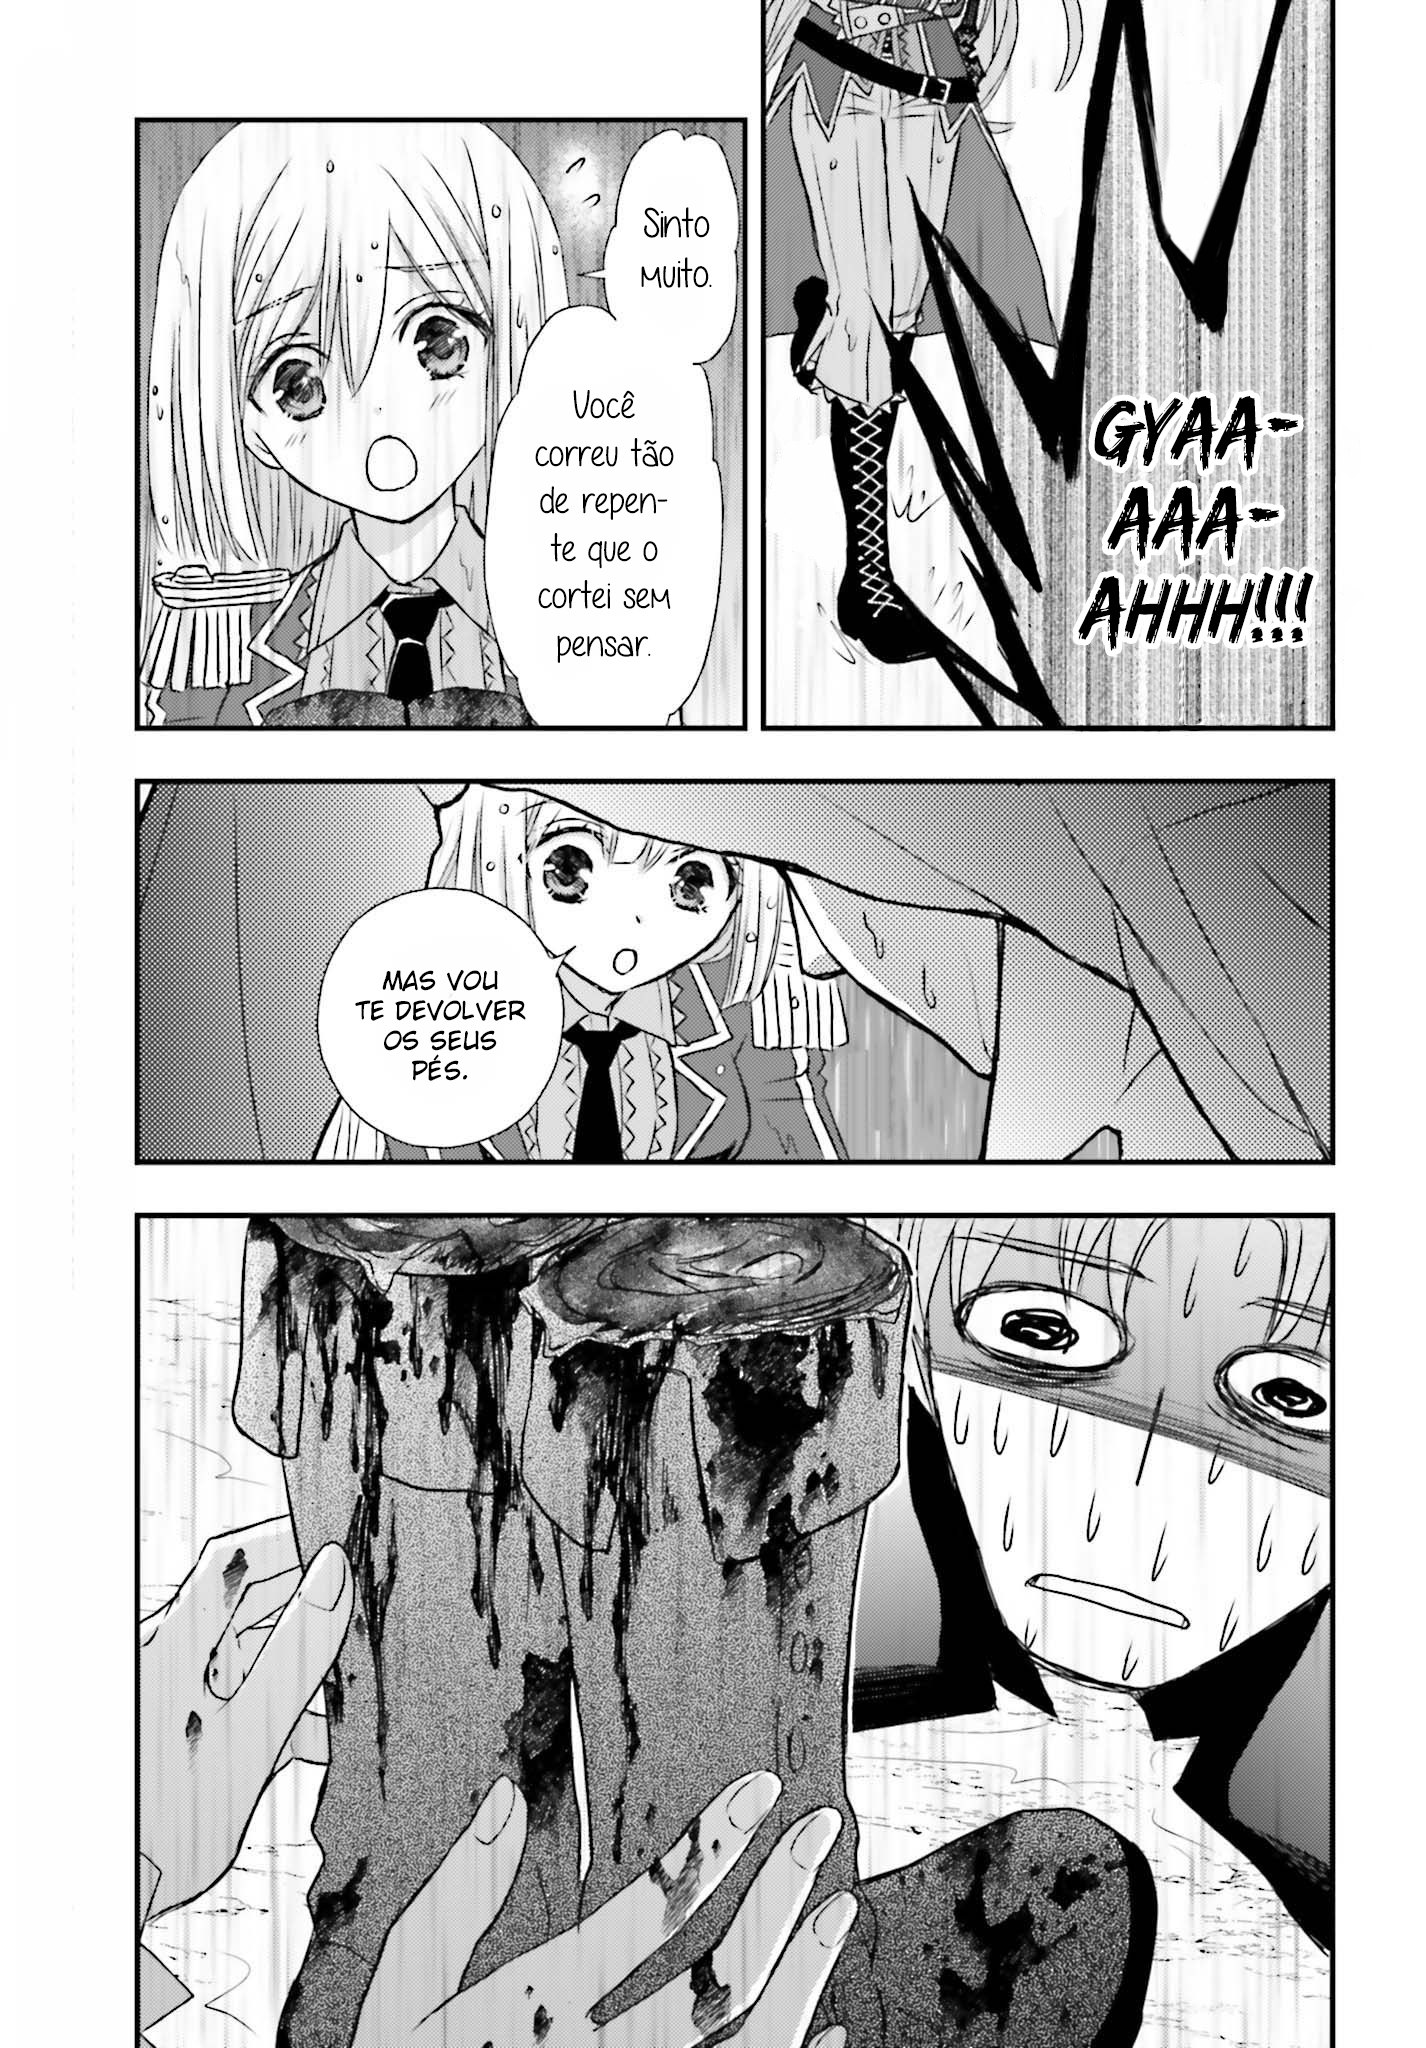 GYAA-
AAA-
AHHH!!!
Sinto
muito.
Você
correu tão
de repen-
te que o
cortei sem
pensar.
MAS VOU
TE DEVOLVER
OS SEUS
PÉS.